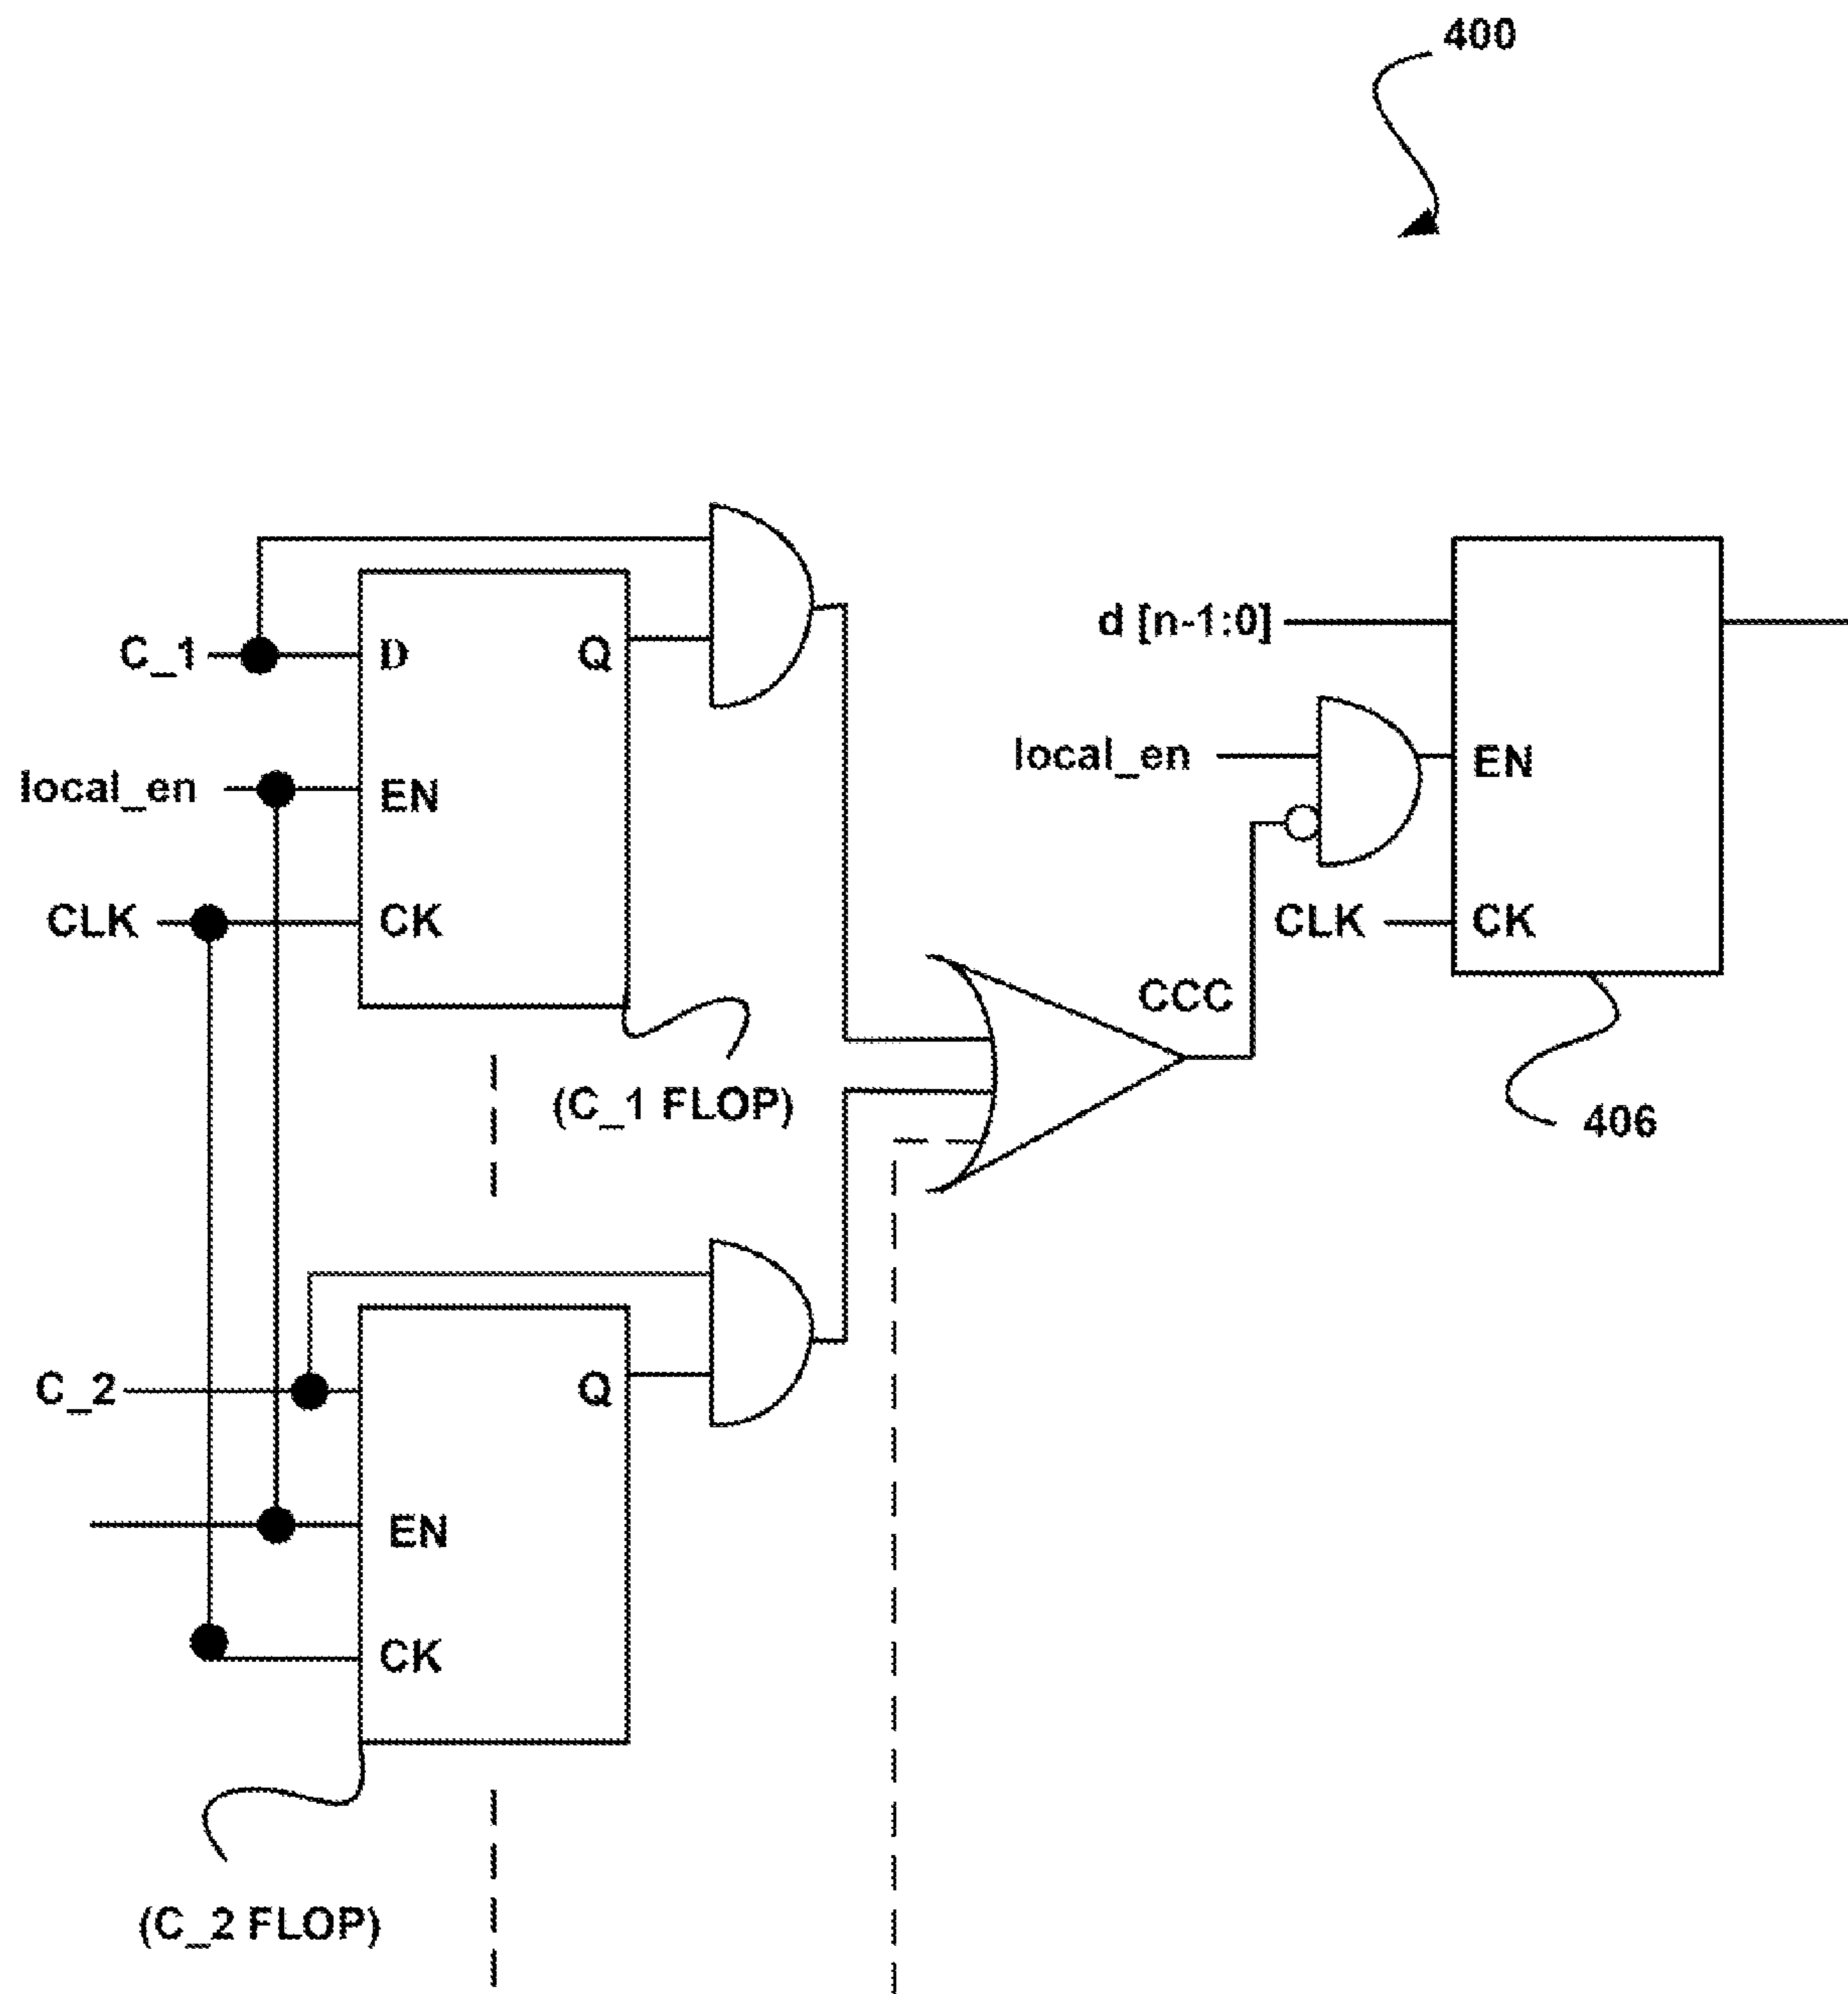 400
C_1
D
Q
local_en
EN
CLK
CK
(C_1 FLOP)
d [n-1:0]
local_en
EN
CLK
CK
CCC
406
C_2
Q
EN
CK
(C_2 FLOP)